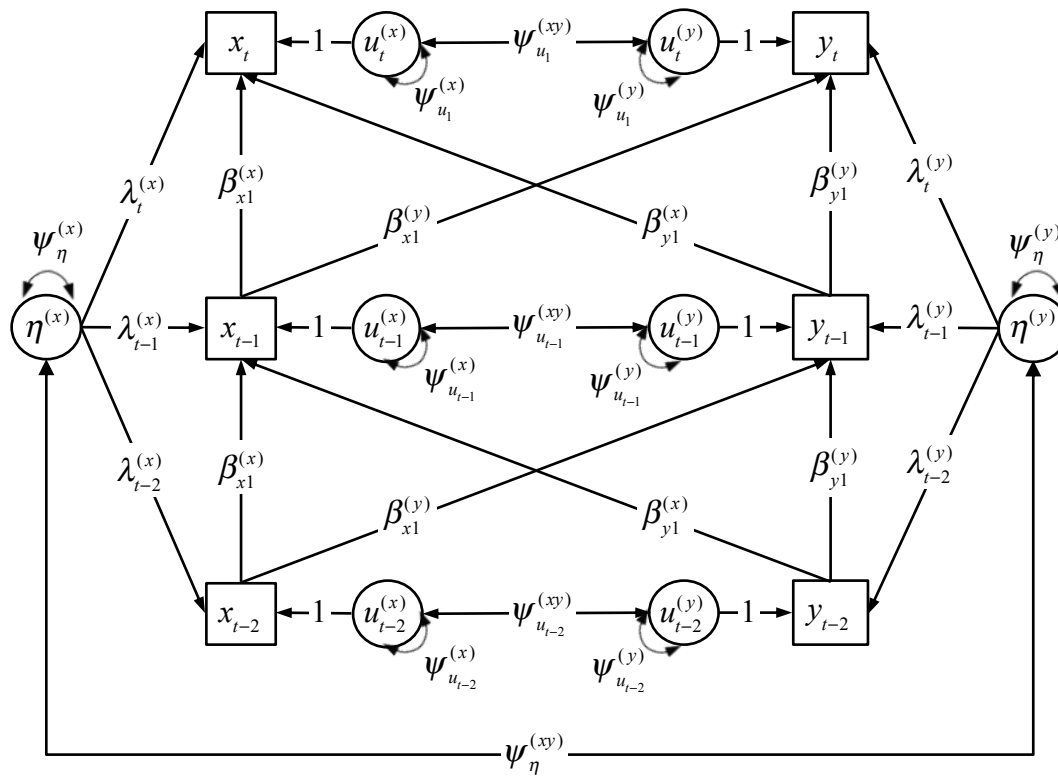 x_t 1 u_t^{(x)} ψ_{u_1}^{(xy)} u_t^{(y)} 1 y_t
ψ_{u_1}^{(x)} ψ_{u_1}^{(y)}
λ_t^{(x)} β_{x1}^{(x)} β_{y1}^{(y)} λ_t^{(y)}
β_{x1}^{(y)} β_{y1}^{(x)}
ψ_η^{(x)} ψ_η^{(y)}
η^{(x)} λ_{t-1}^{(x)} x_{t-1} 1 u_{t-1}^{(x)} ψ_{u_{t-1}}^{(xy)} u_{t-1}^{(y)} 1 y_{t-1} λ_{t-1}^{(y)} η^{(y)}
ψ_{u_{t-1}}^{(x)} ψ_{u_{t-1}}^{(y)}
λ_{t-2}^{(x)} β_{x1}^{(x)} β_{y1}^{(y)} λ_{t-2}^{(y)}
β_{x1}^{(y)} β_{y1}^{(x)}
x_{t-2} 1 u_{t-2}^{(x)} ψ_{u_{t-2}}^{(xy)} u_{t-2}^{(y)} 1 y_{t-2}
ψ_{u_{t-2}}^{(x)} ψ_{u_{t-2}}^{(y)}
ψ_η^{(xy)}